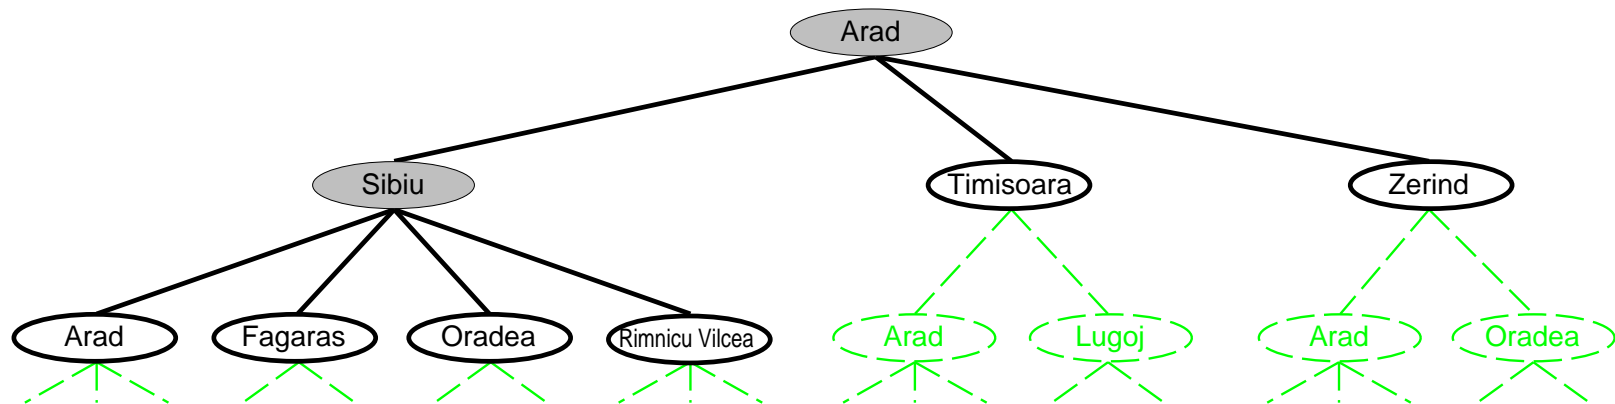 Arad
Sibiu
Timisoara
Zerind
Arad
Fagaras
Oradea
Rimnicu Vilcea
Arad
Lugoj
Arad
Oradea